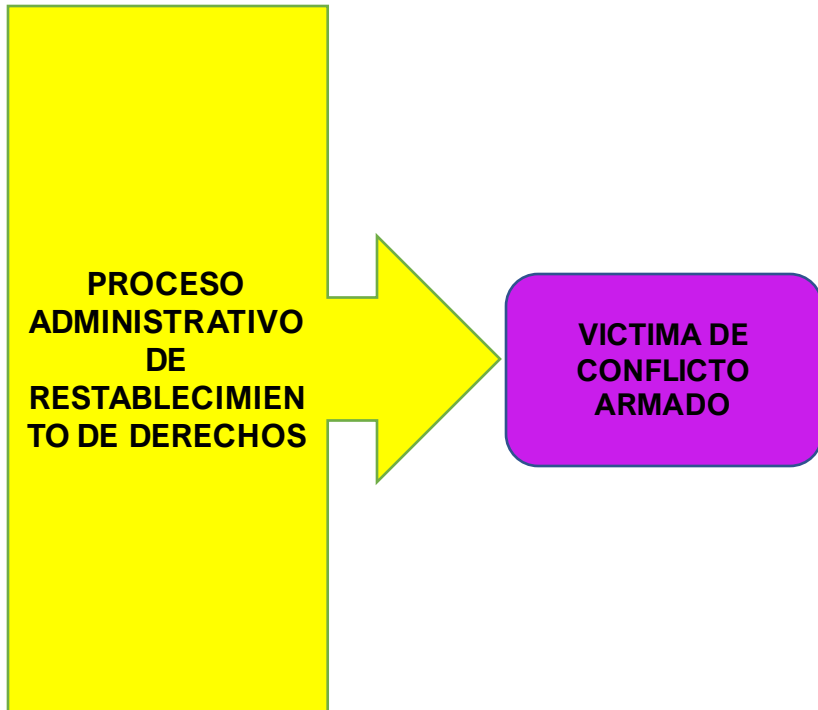 PROCESO
ADMINISTRATIVO
DE
RESTABLECIMIEN
TO DE DERECHOS
VICTIMA DE
CONFLICTO
ARMADO